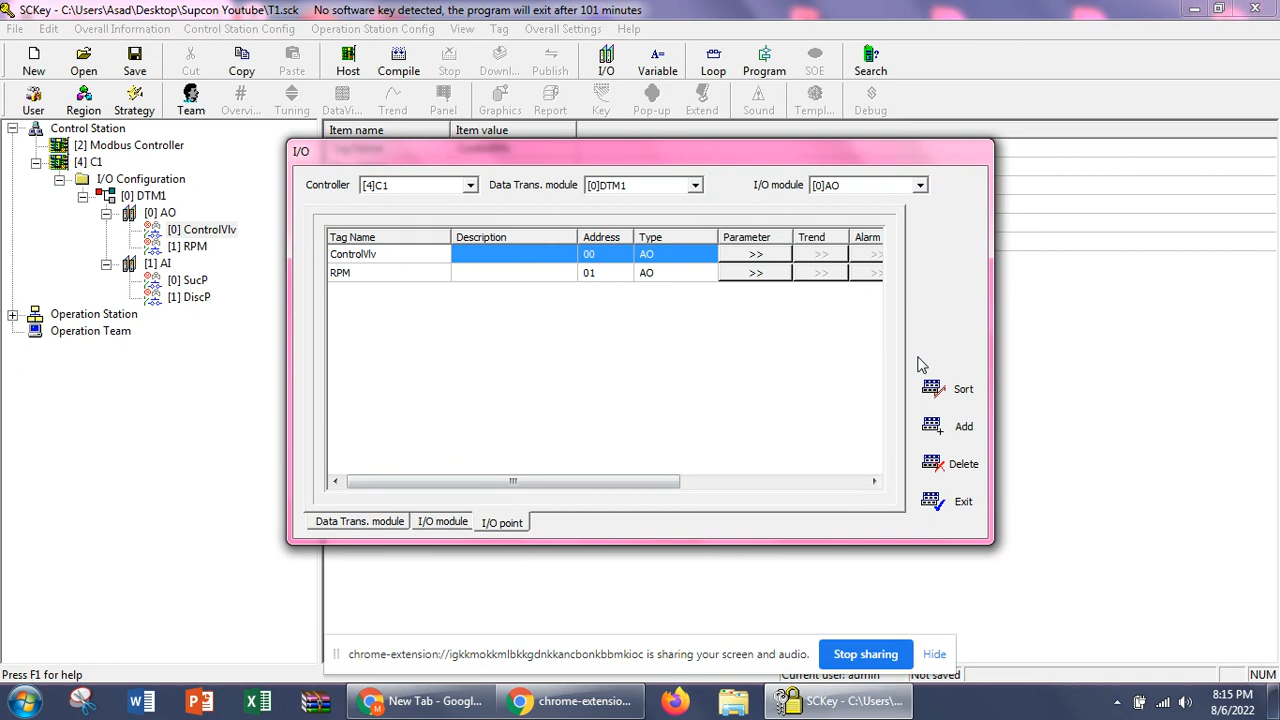 SCKey - C:\Users\Asad\Desktop\Supcon Youtube\T1.sck No software key detected, the program will exit after 101 minutes
File Edit Overall Information Control Station Config Operation Station Config View Tag Overall Settings Help
New Open Save Cut Copy Paste Host Compile Stop Downl... Publish I/O Variable Loop Program SOE Search
User Region Strategy Team Overvi... Tuning DataVi... Trend Panel Graphics Report Key Pop-up Extend Sound Templ... Debug
Control Station
[2] Modbus Controller
[4] C1
I/O Configuration
[0] DTM1
[0] AO
[0] ControlVlv
[1] RPM
[1] AI
[0] SucP
[1] DiscP
Operation Station
Operation Team
Item name Item value
I/O
Controller [4]C1 Data Trans. module [0]DTM1 I/O module [0]AO
Tag Name Description Address Type Parameter Trend Alarm
ControlVlv 00 AO >> >> >>
RPM 01 AO >> >> >>
Sort
Add
Delete
Exit
Data Trans. module I/O module I/O point
chrome-extension://igkkmokkmlbkkgdnkkancbonkbbmkioc is sharing your screen and audio. Stop sharing Hide
Press F1 for help Current user: admin Not saved NUM
New Tab - Googl... chrome-extensio... SCKey - C:\Users\... 8:15 PM
8/6/2022